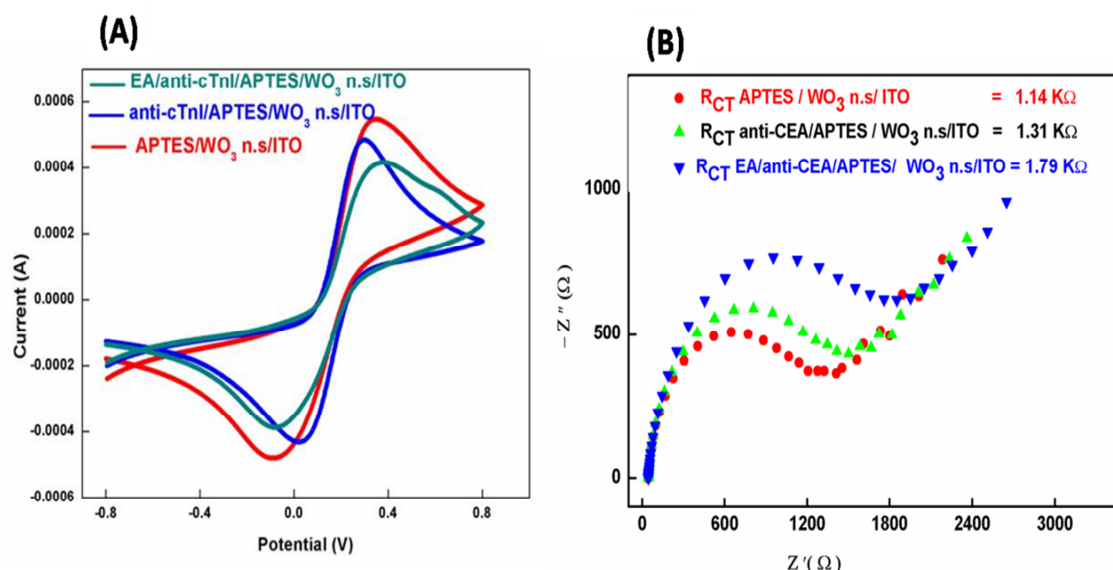 (A)
EA/anti-cTnI/APTES/WO₃ n.s/ITO
anti-cTnI/APTES/WO₃ n.s/ITO
APTES/WO₃ n.s/ITO
0.0006
0.0004
0.0002
0.0000
-0.0002
-0.0004
-0.0006
Current (A)
-0.8 -0.4 0.0 0.4 0.8
Potential (V)
(B)
R_CT APTES / WO₃ n.s/ ITO = 1.14 KΩ
R_CT anti-CEA/APTES / WO₃ n.s/ITO = 1.31 KΩ
R_CT EA/anti-CEA/APTES/ WO₃ n.s/ITO = 1.79 KΩ
1000
500
0
−Z″(Ω)
0 600 1200 1800 2400 3000
Z′(Ω)